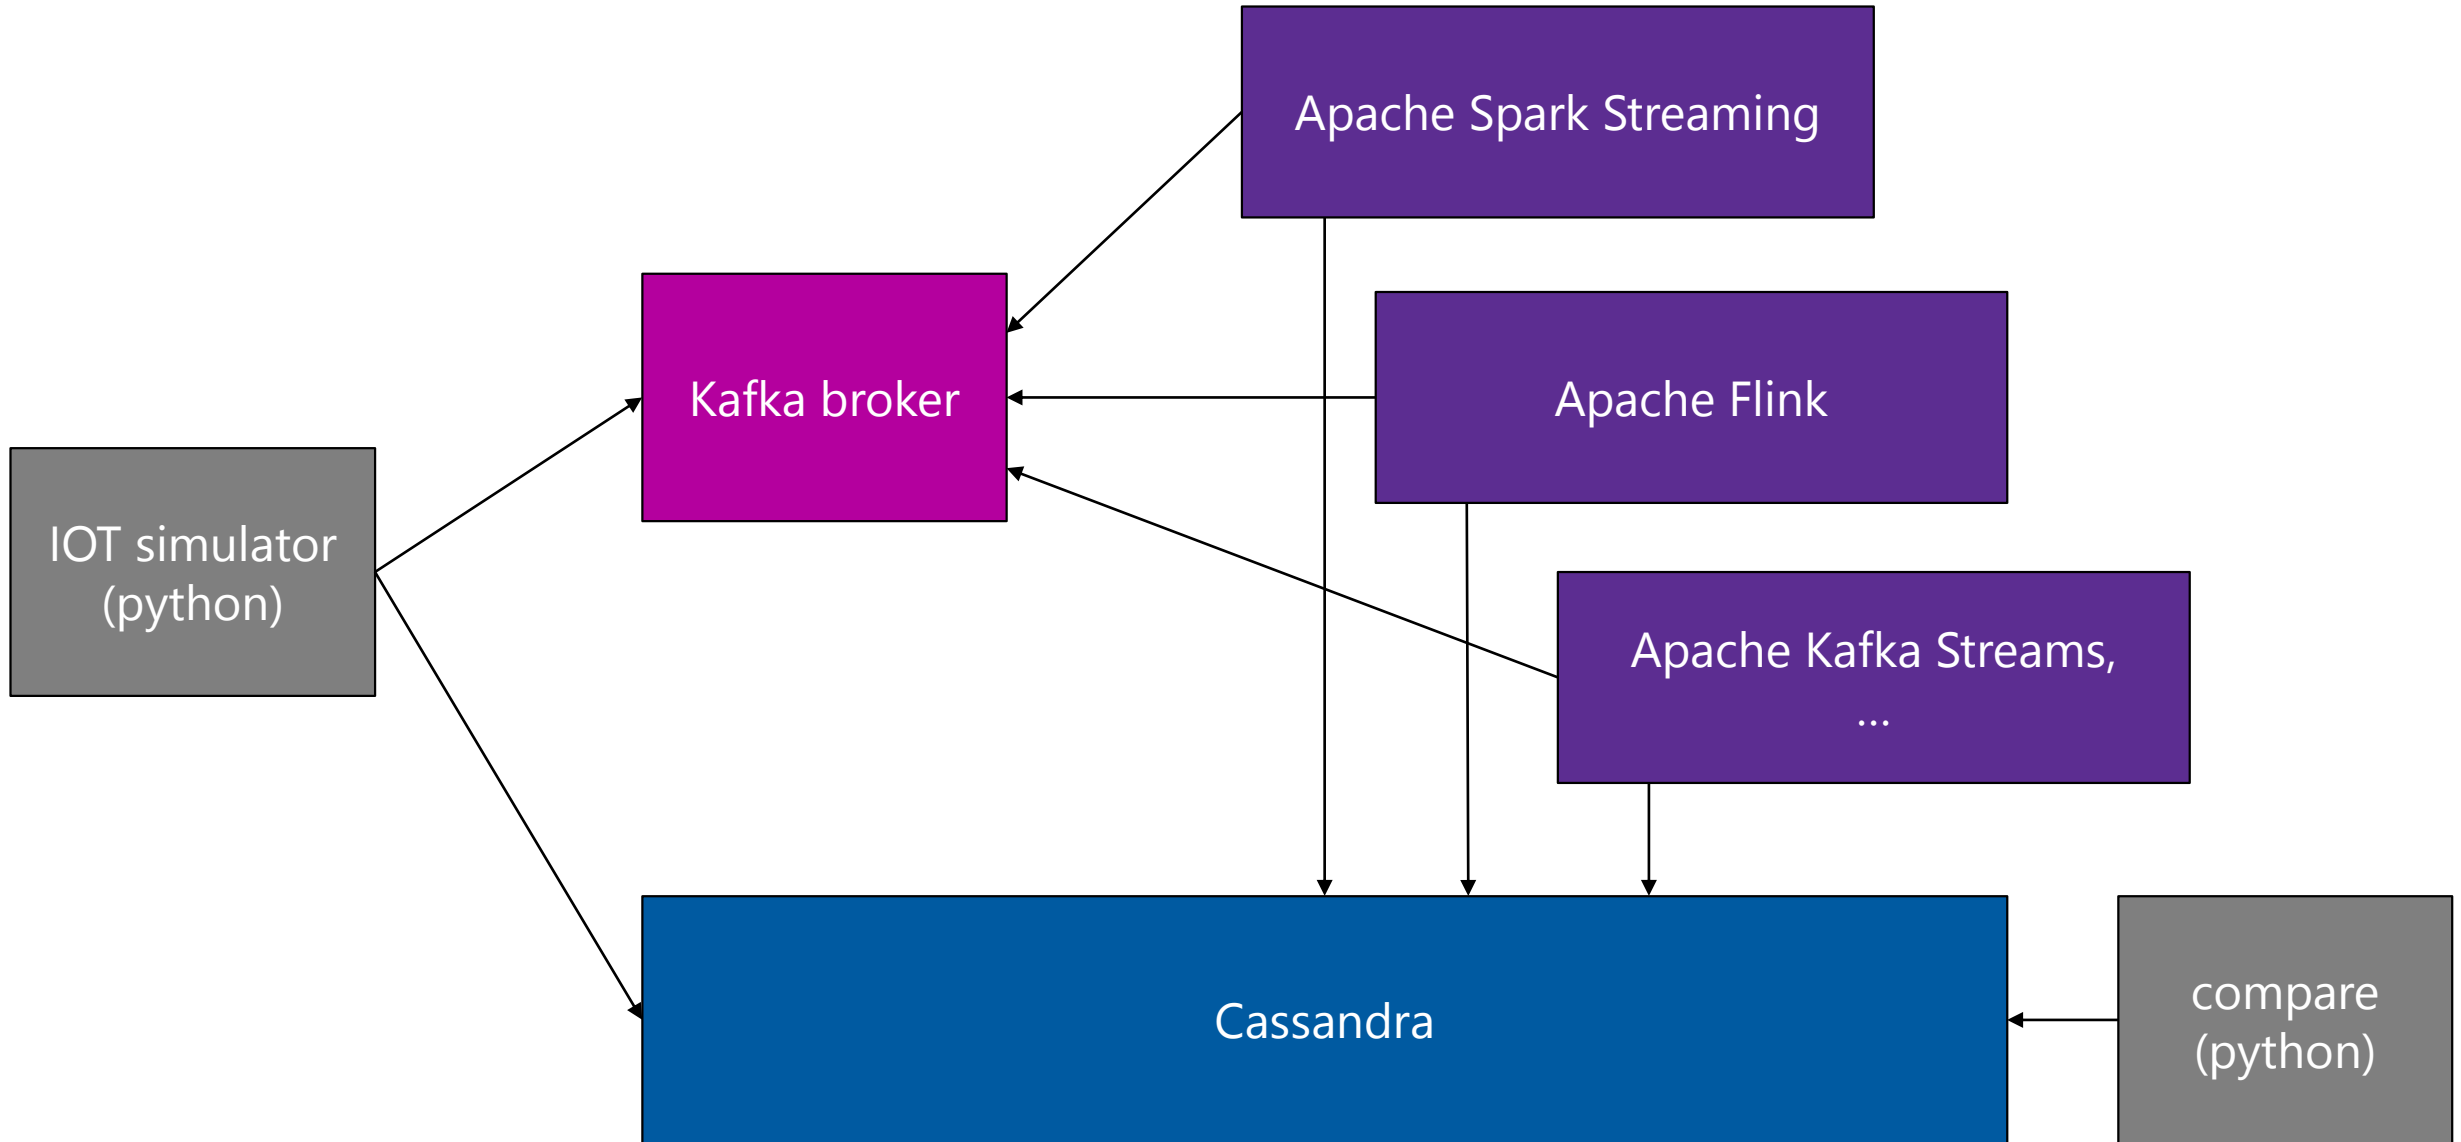 Apache Spark Streaming
Kafka broker
Apache Flink
IOT simulator
(python)
Apache Kafka Streams,
...
Cassandra
compare
(python)